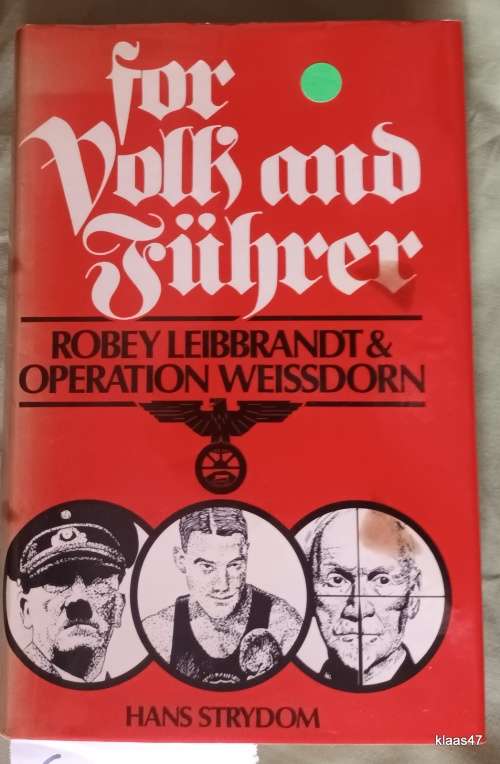 for
Volk and
Führer
ROBEY LEIBBRANDT &
OPERATION WEISSDORN
HANS STRYDOM
klaas47